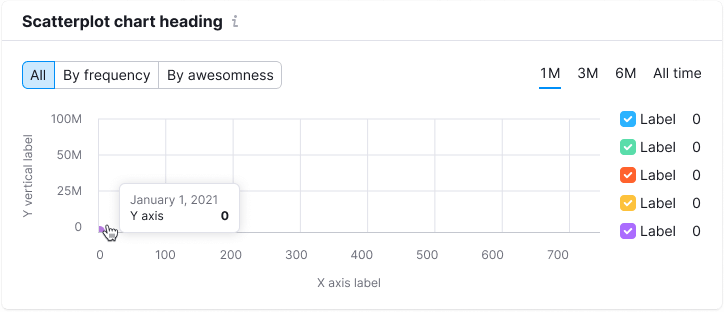 Scatterplot chart heading i
All By frequency By awesomness
1M 3M 6M All time
100M
50M
25M
0
Y vertical label
January 1, 2021
Y axis 0
0 100 200 300 400 500 600 700
X axis label
Label 0
Label 0
Label 0
Label 0
Label 0